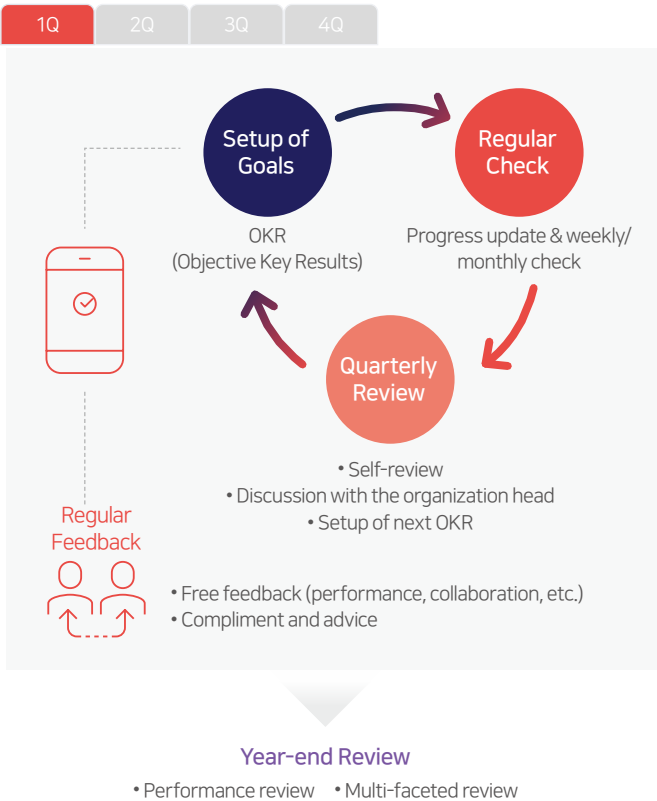 1Q 2Q 3Q 4Q
Setup of
Goals
Regular
Check
OKR
(Objective Key Results)
Progress update & weekly/
monthly check
Quarterly
Review
• Self-review
• Discussion with the organization head
• Setup of next OKR
Regular
Feedback
• Free feedback (performance, collaboration, etc.)
• Compliment and advice
Year-end Review
• Performance review • Multi-faceted review